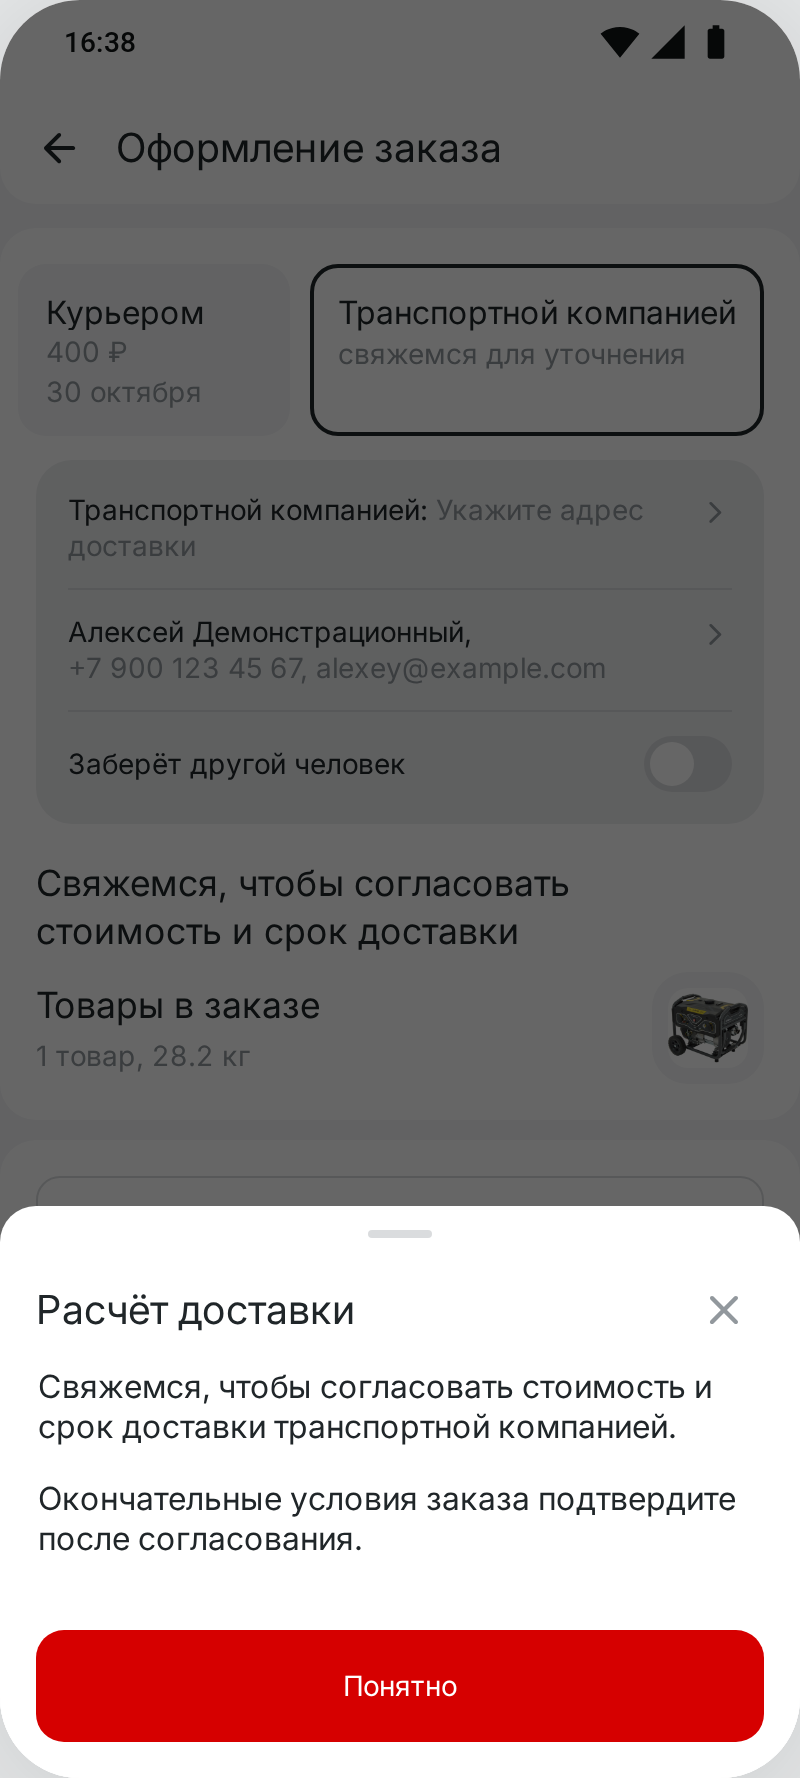 16:38
Оформление заказа
Курьером
400 ₽
30 октября
Транспортной компанией
свяжемся для уточнения
Транспортной компанией: Укажите адрес
доставки
Алексей Демонстрационный,
+7 900 123 45 67, alexey@example.com
Заберёт другой человек
Свяжемся, чтобы согласовать
стоимость и срок доставки
Товары в заказе
1 товар, 28.2 кг
Расчёт доставки
Свяжемся, чтобы согласовать стоимость и
срок доставки транспортной компанией.
Окончательные условия заказа подтвердите
после согласования.
Понятно